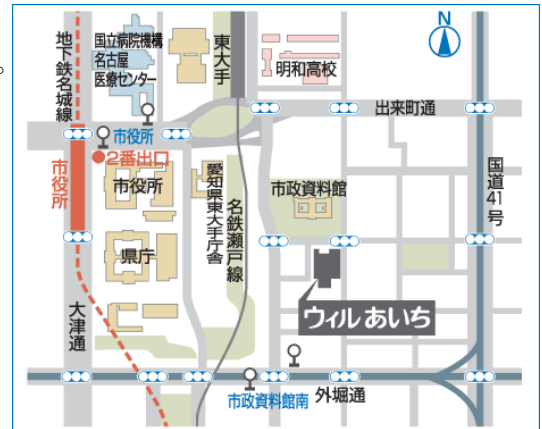 N
地下鉄名城線
国立病院機構
名古屋
医療センター
東大手
明和高校
出来町通
市役所
2番出口
市役所
市役所
愛知県東大手庁舎
名鉄瀬戸線
市政資料館
国道41号
県庁
ウィルあいち
大津通
市政資料館南
外堀通